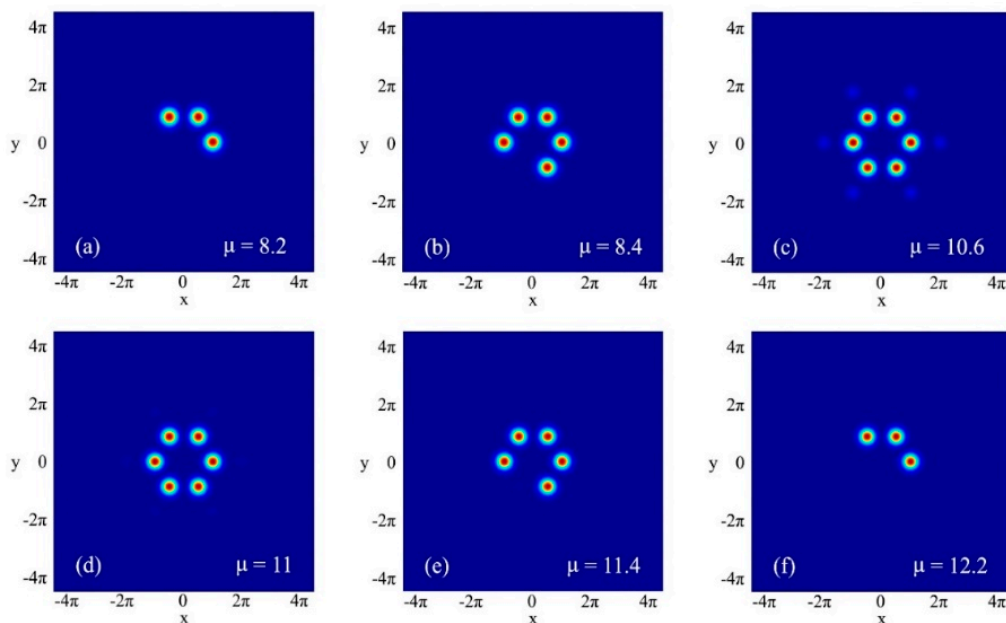 4π 4π 4π
2π 2π 2π
y 0 y 0 y 0
-2π -2π -2π
-4π (a) μ = 8.2 -4π (b) μ = 8.4 -4π (c) μ = 10.6
-4π -2π 0 2π 4π -4π -2π 0 2π 4π -4π -2π 0 2π 4π
x x x
4π 4π 4π
2π 2π 2π
y 0 y 0 y 0
-2π -2π -2π
-4π (d) μ = 11 -4π (e) μ = 11.4 -4π (f) μ = 12.2
-4π -2π 0 2π 4π -4π -2π 0 2π 4π -4π -2π 0 2π 4π
x x x